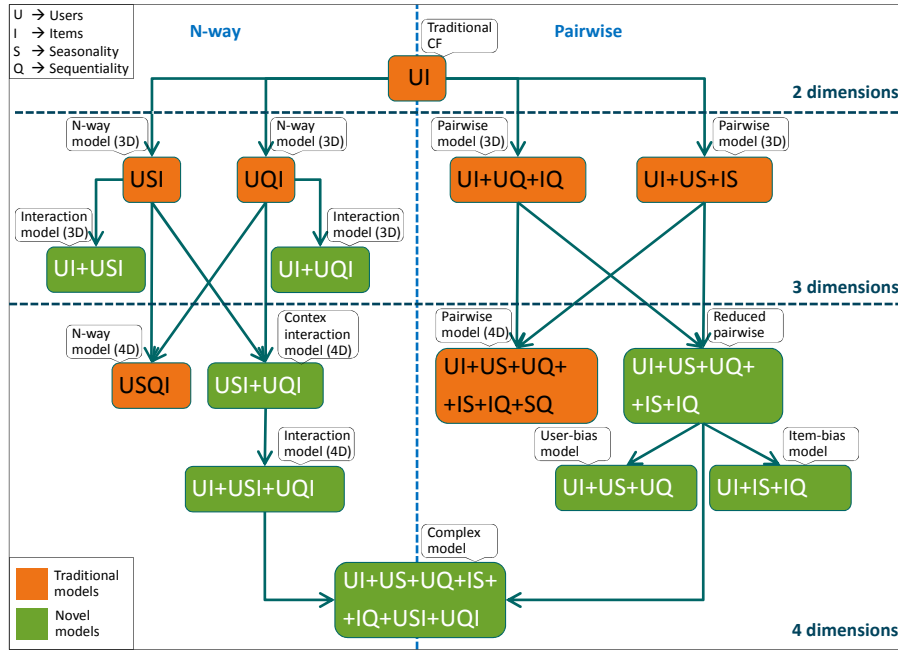 U → Users
I → Items
S → Seasonality
Q → Sequentiality
N-way
Pairwise
Traditional
CF
UI
2 dimensions
N-way
model (3D)
N-way
model (3D)
Pairwise
model (3D)
Pairwise
model (3D)
USI
UQI
UI+UQ+IQ
UI+US+IS
Interaction
model (3D)
Interaction
model (3D)
UI+USI
UI+UQI
3 dimensions
N-way
model (4D)
Contex
interaction
model (4D)
Pairwise
model (4D)
Reduced
pairwise
USQI
USI+UQI
UI+US+UQ+
+IS+IQ+SQ
UI+US+UQ+
+IS+IQ
Interaction
model (4D)
User-bias
model
Item-bias
model
UI+USI+UQI
UI+US+UQ
UI+IS+IQ
Complex
model
UI+US+UQ+IS+
+IQ+USI+UQI
Traditional
models
Novel
models
4 dimensions